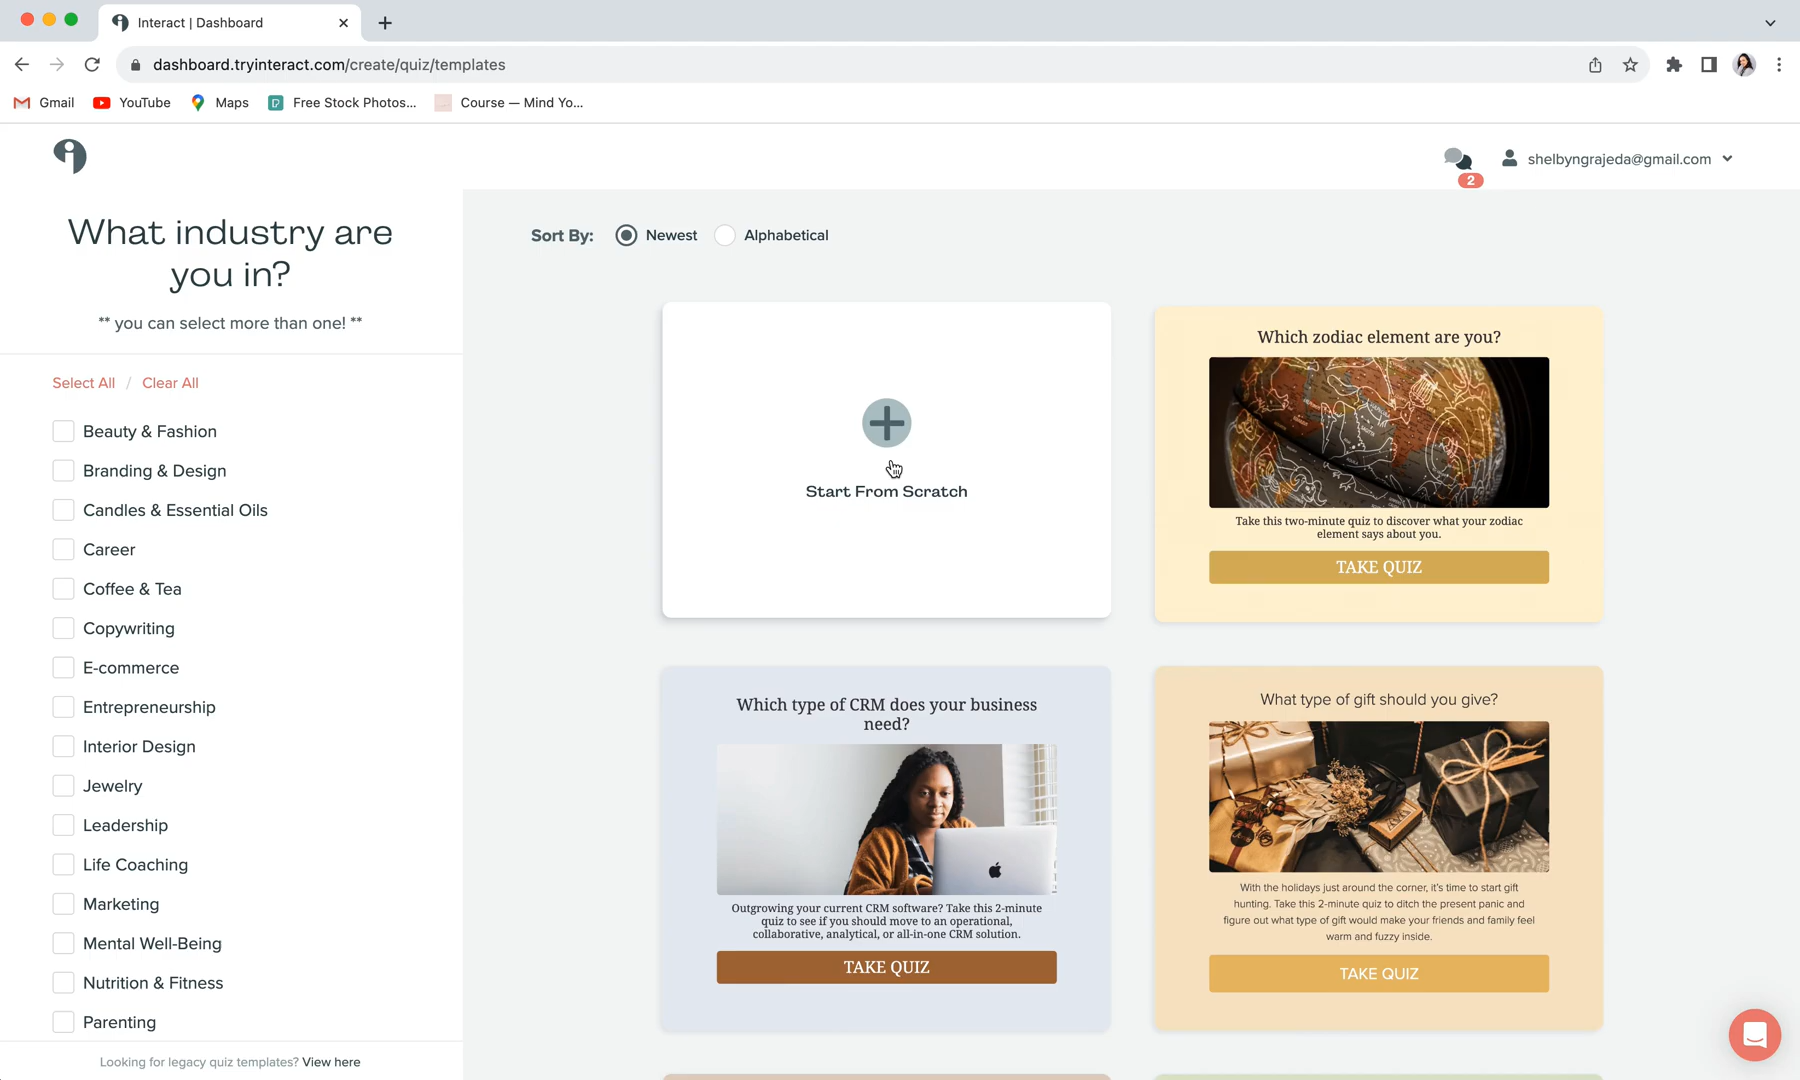 Interact | Dashboard
dashboard.tryinteract.com/create/quiz/templates
Gmail
YouTube
Maps
Free Stock Photos...
Course — Mind Yo...
2
shelbyngrajeda@gmail.com
What industry are
you in?
** you can select more than one! **
Select All / Clear All
Beauty & Fashion
Branding & Design
Candles & Essential Oils
Career
Coffee & Tea
Copywriting
E-commerce
Entrepreneurship
Interior Design
Jewelry
Leadership
Life Coaching
Marketing
Mental Well-Being
Nutrition & Fitness
Parenting
Looking for legacy quiz templates? View here
Sort By: Newest Alphabetical
Start From Scratch
Which zodiac element are you?
Take this two-minute quiz to discover what your zodiac
element says about you.
TAKE QUIZ
Which type of CRM does your business
need?
Outgrowing your current CRM software? Take this 2-minute
quiz to see if you should move to an operational,
collaborative, analytical, or all-in-one CRM solution.
TAKE QUIZ
What type of gift should you give?
With the holidays just around the corner, it's time to start gift
hunting. Take this 2-minute quiz to ditch the present panic and
figure out what type of gift would make your friends and family feel
warm and fuzzy inside.
TAKE QUIZ